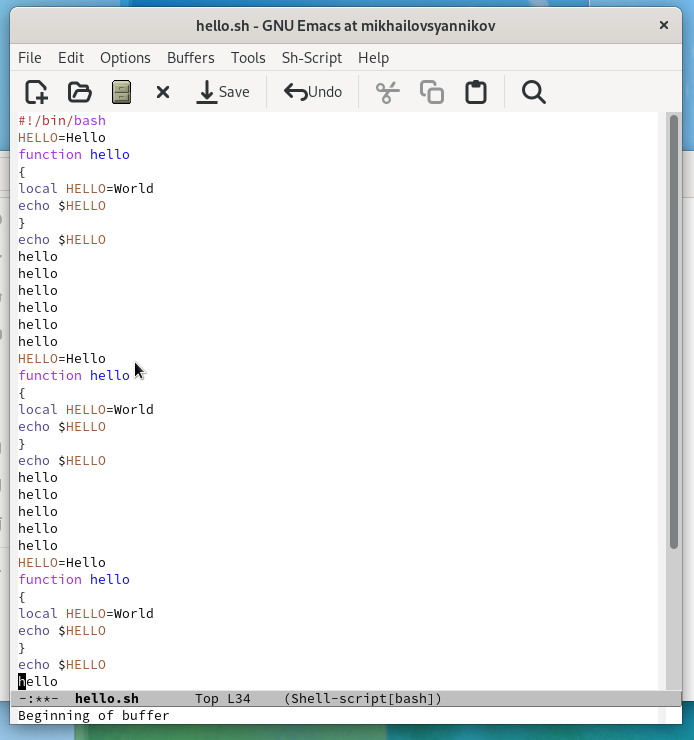 hello.sh - GNU Emacs at mikhailovsyannikov ×
File Edit Options Buffers Tools Sh-Script Help
Save Undo
#!/bin/bash
HELLO=Hello
function hello
{
local HELLO=World
echo $HELLO
}
echo $HELLO
hello
hello
hello
hello
hello
hello
HELLO=Hello
function hello
{
local HELLO=World
echo $HELLO
}
echo $HELLO
hello
hello
hello
hello
hello
HELLO=Hello
function hello
{
local HELLO=World
echo $HELLO
}
echo $HELLO
hello
-:**- hello.sh Top L34 (Shell-script[bash])
Beginning of buffer